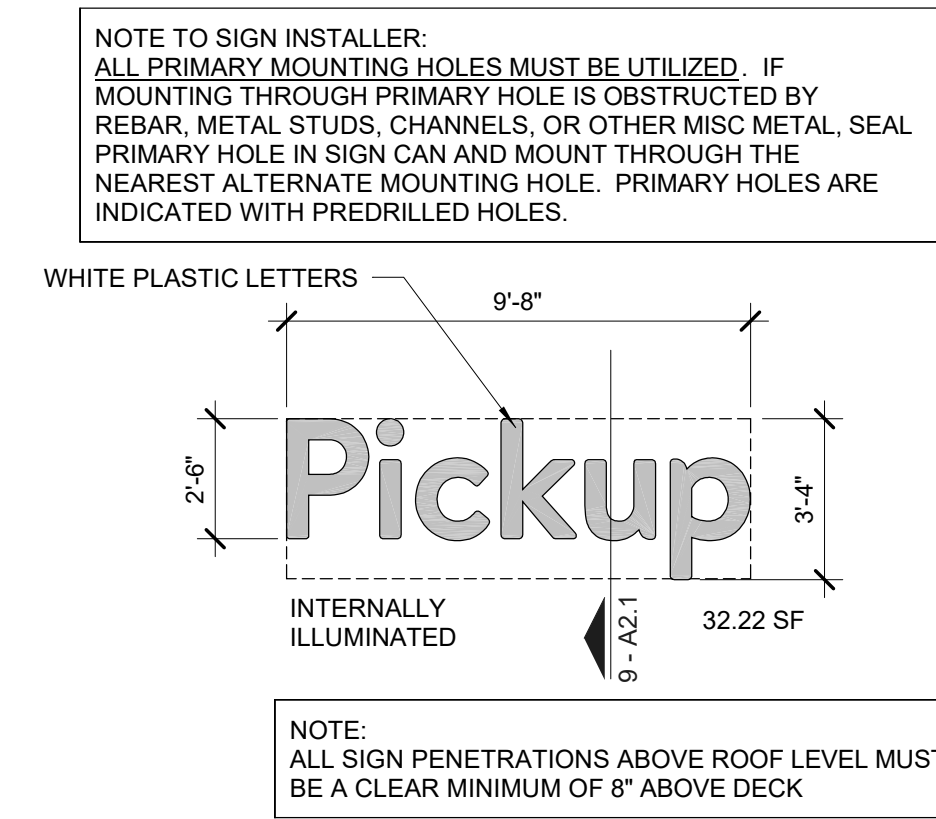 NOTE TO SIGN INSTALLER:
ALL PRIMARY MOUNTING HOLES MUST BE UTILIZED. IF
MOUNTING THROUGH PRIMARY HOLE IS OBSTRUCTED BY
REBAR, METAL STUDS, CHANNELS, OR OTHER MISC METAL, SEAL
PRIMARY HOLE IN SIGN CAN AND MOUNT THROUGH THE
NEAREST ALTERNATE MOUNTING HOLE. PRIMARY HOLES ARE
INDICATED WITH PREDRILLED HOLES.
WHITE PLASTIC LETTERS
9'-8"
2'-6"
Pickup
3'-4"
INTERNALLY
ILLUMINATED
9 - A2.1
32.22 SF
NOTE:
ALL SIGN PENETRATIONS ABOVE ROOF LEVEL MUST
BE A CLEAR MINIMUM OF 8" ABOVE DECK